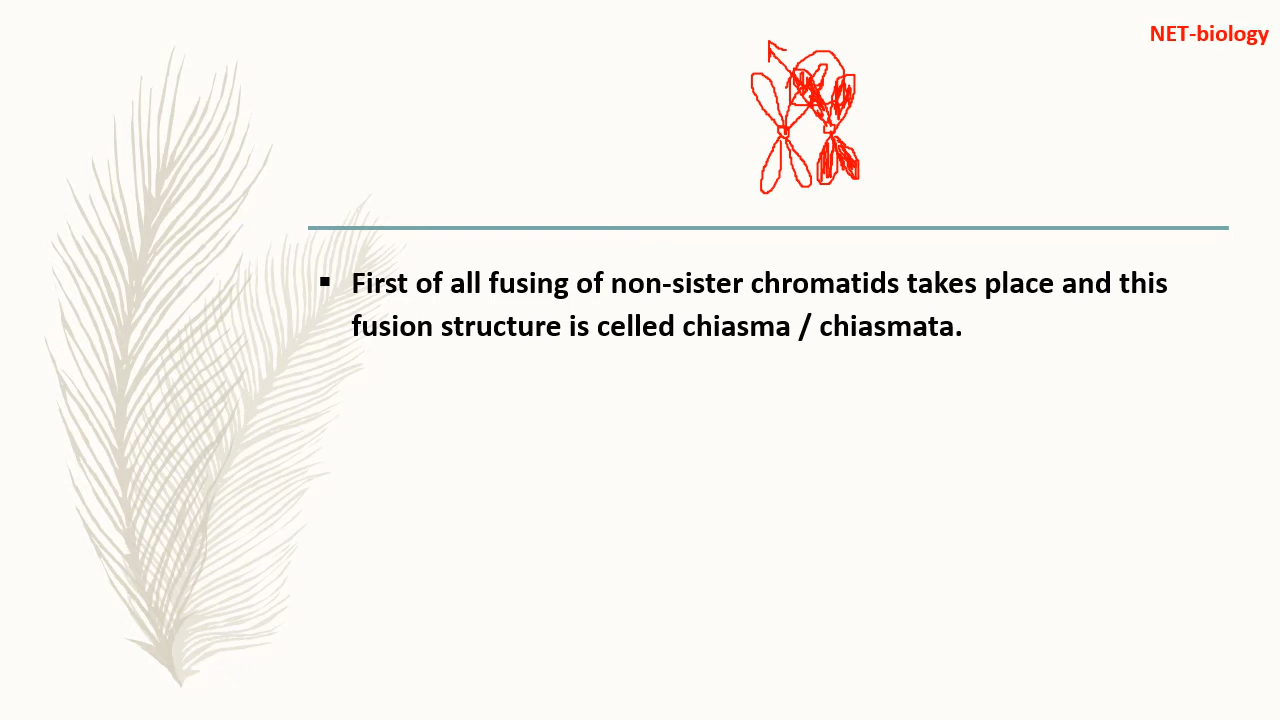 NET-biology
▪ First of all fusing of non-sister chromatids takes place and this
fusion structure is celled chiasma / chiasmata.